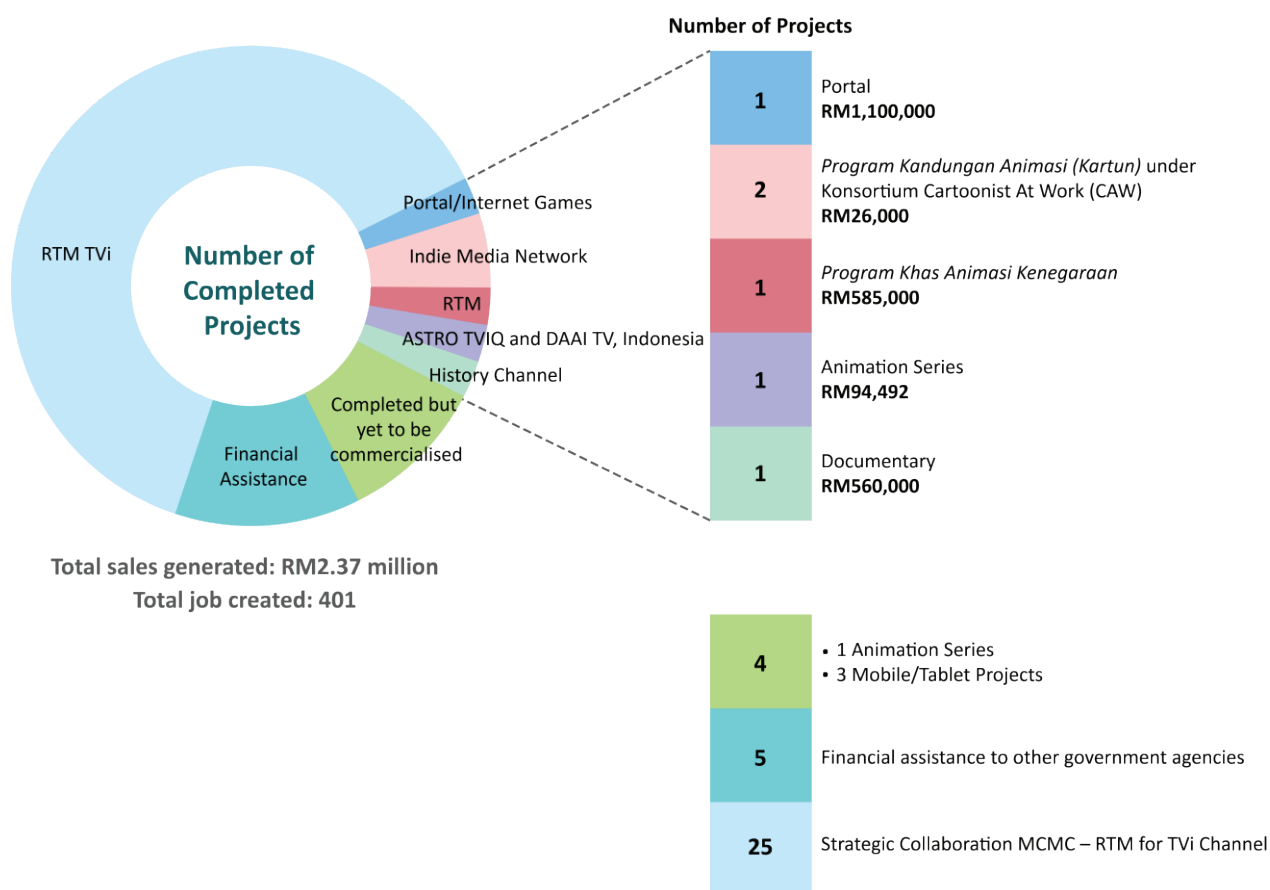 Number of Projects
RTM TVi
Number of
Completed
Projects
Portal/Internet Games
Indie Media Network
RTM
ASTRO TVIQ and DAAI TV, Indonesia
History Channel
Completed but
yet to be
commercialised
Financial
Assistance
Total sales generated: RM2.37 million
Total job created: 401
1
Portal
RM1,100,000
2
Program Kandungan Animasi (Kartun) under
Konsortium Cartoonist At Work (CAW)
RM26,000
1
Program Khas Animasi Kenegaraan
RM585,000
1
Animation Series
RM94,492
1
Documentary
RM560,000
4
• 1 Animation Series
• 3 Mobile/Tablet Projects
5
Financial assistance to other government agencies
25
Strategic Collaboration MCMC – RTM for TVi Channel